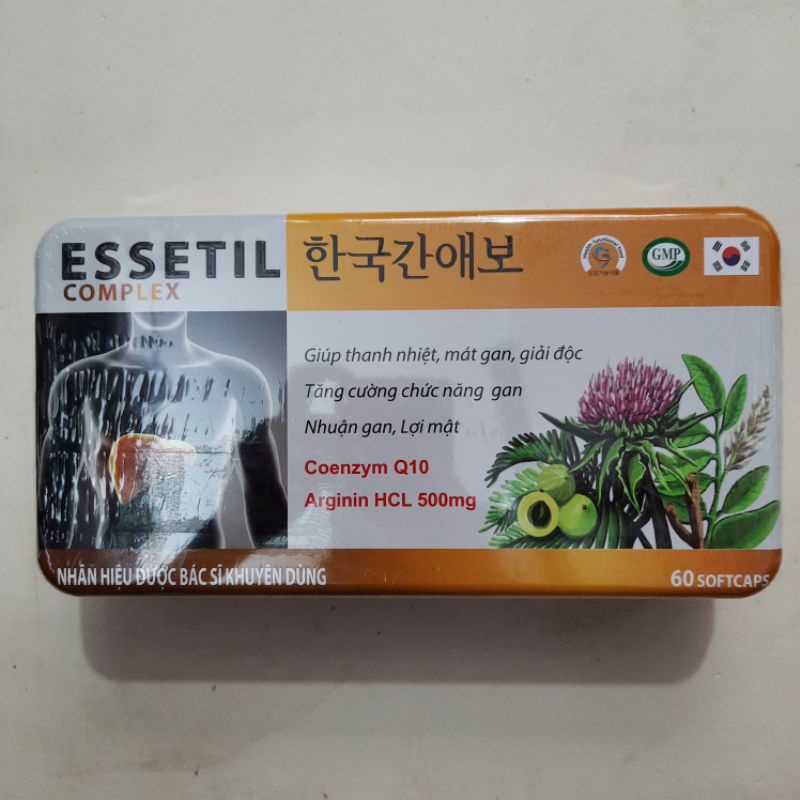 ESSETIL
COMPLEX
한국간애보
GMP
Giúp thanh nhiệt, mát gan, giải độc
Tăng cường chức năng gan
Nhuận gan, Lợi mật
Coenzym Q10
Arginin HCL 500mg
NHÃN HIỆU ĐƯỢC BÁC SĨ KHUYÊN DÙNG
60 SOFTCAPS